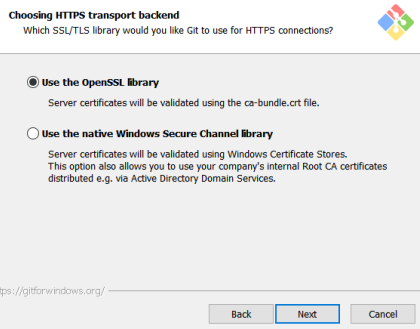 Choosing HTTPS transport backend
Which SSL/TLS library would you like Git to use for HTTPS connections?
Use the OpenSSL library
Server certificates will be validated using the ca-bundle.crt file.
Use the native Windows Secure Channel library
Server certificates will be validated using Windows Certificate Stores.
This option also allows you to use your company's internal Root CA certificates
distributed e.g. via Active Directory Domain Services.
tps://gitforwindows.org/
Back
Next
Cancel